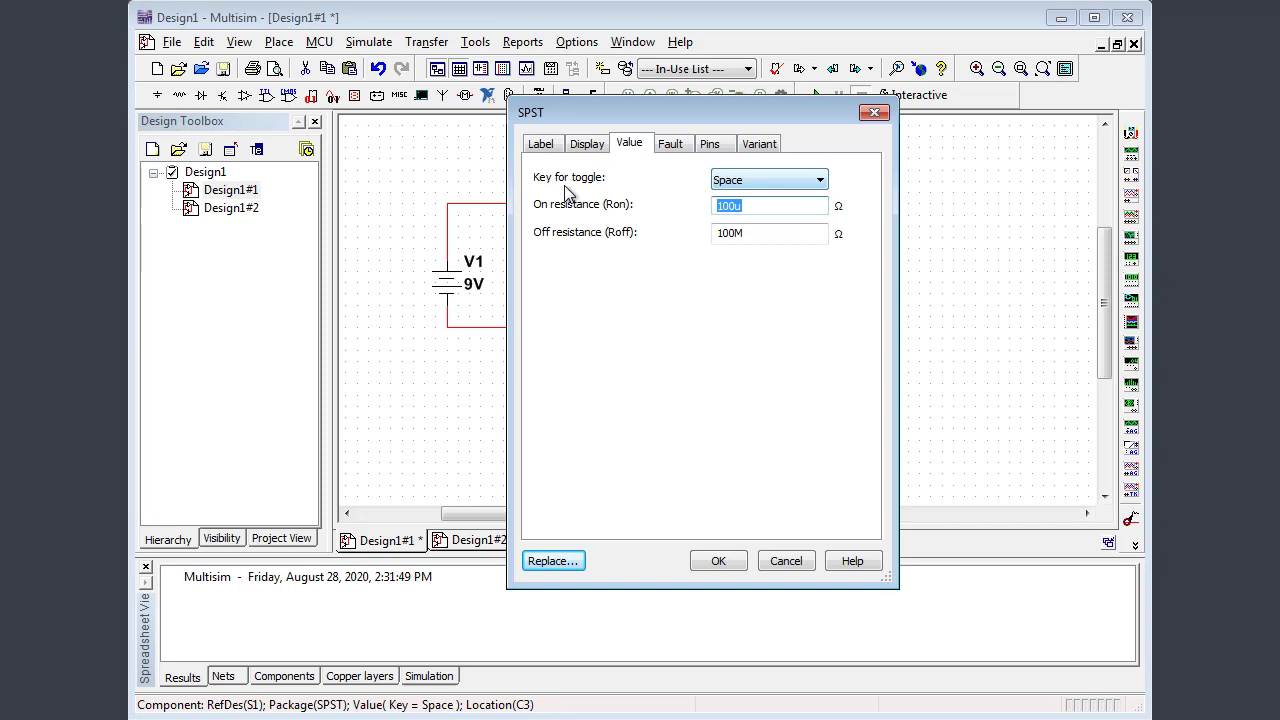 Design1 - Multisim - [Design1#1 *]
File Edit View Place MCU Simulate Transfer Tools Reports Options Window Help
--- In-Use List ---
MISC
Interactive
Design Toolbox
Design1
Design1#1
Design1#2
V1
9V
SPST
Label Display Value Fault Pins Variant
Key for toggle: Space
On resistance (Ron): 100u Ω
Off resistance (Roff): 100M Ω
Replace... OK Cancel Help
Hierarchy Visibility Project View
Design1#1 * Design1#2
Multisim - Friday, August 28, 2020, 2:31:49 PM
Spreadsheet Vie
Results Nets Components Copper layers Simulation
Component: RefDes(S1); Package(SPST); Value( Key = Space ); Location(C3)